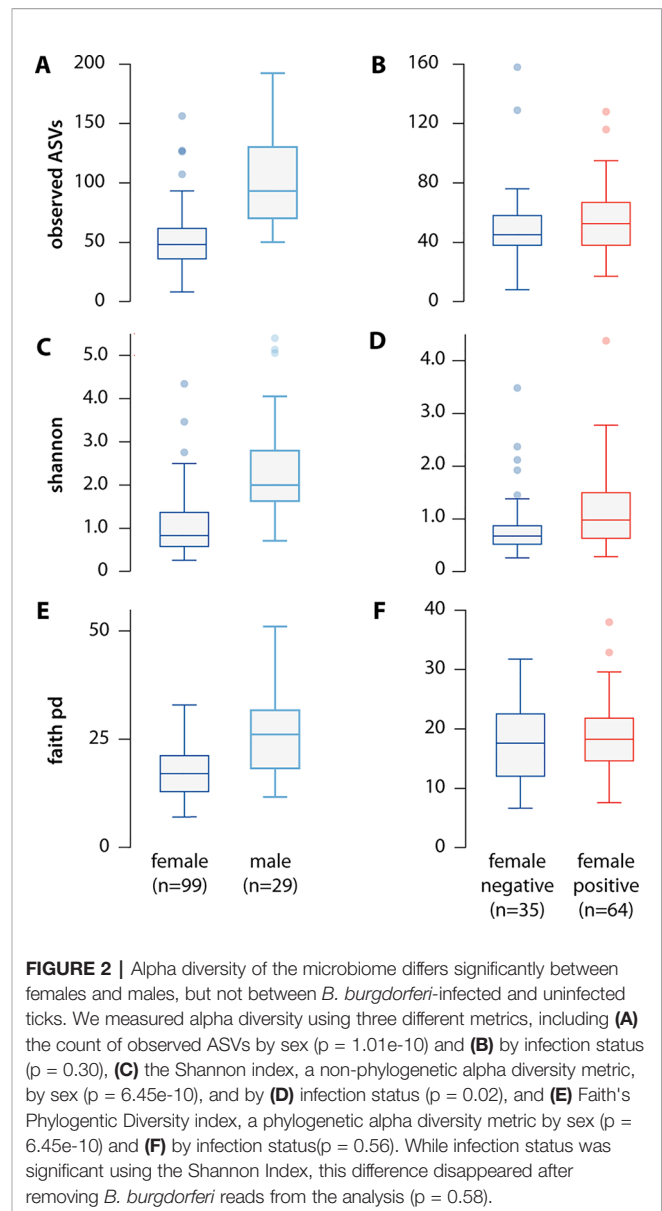 A
B
200
150
100
50
0
observed ASVs
160
120
80
40
0
C
D
5.0
4.0
3.0
2.0
1.0
0
shannon
4.0
3.0
2.0
1.0
0
E
F
50
25
0
faith pd
40
30
20
10
0
female
(n=99)
male
(n=29)
female
negative
(n=35)
female
positive
(n=64)
FIGURE 2 | Alpha diversity of the microbiome differs significantly between
females and males, but not between B. burgdorferi-infected and uninfected
ticks. We measured alpha diversity using three different metrics, including (A)
the count of observed ASVs by sex (p = 1.01e-10) and (B) by infection status
(p = 0.30), (C) the Shannon index, a non-phylogenetic alpha diversity metric,
by sex (p = 6.45e-10), and by (D) infection status (p = 0.02), and (E) Faith's
Phylogentic Diversity index, a phylogenetic alpha diversity metric by sex (p =
6.45e-10) and (F) by infection status(p = 0.56). While infection status was
significant using the Shannon Index, this difference disappeared after
removing B. burgdorferi reads from the analysis (p = 0.58).